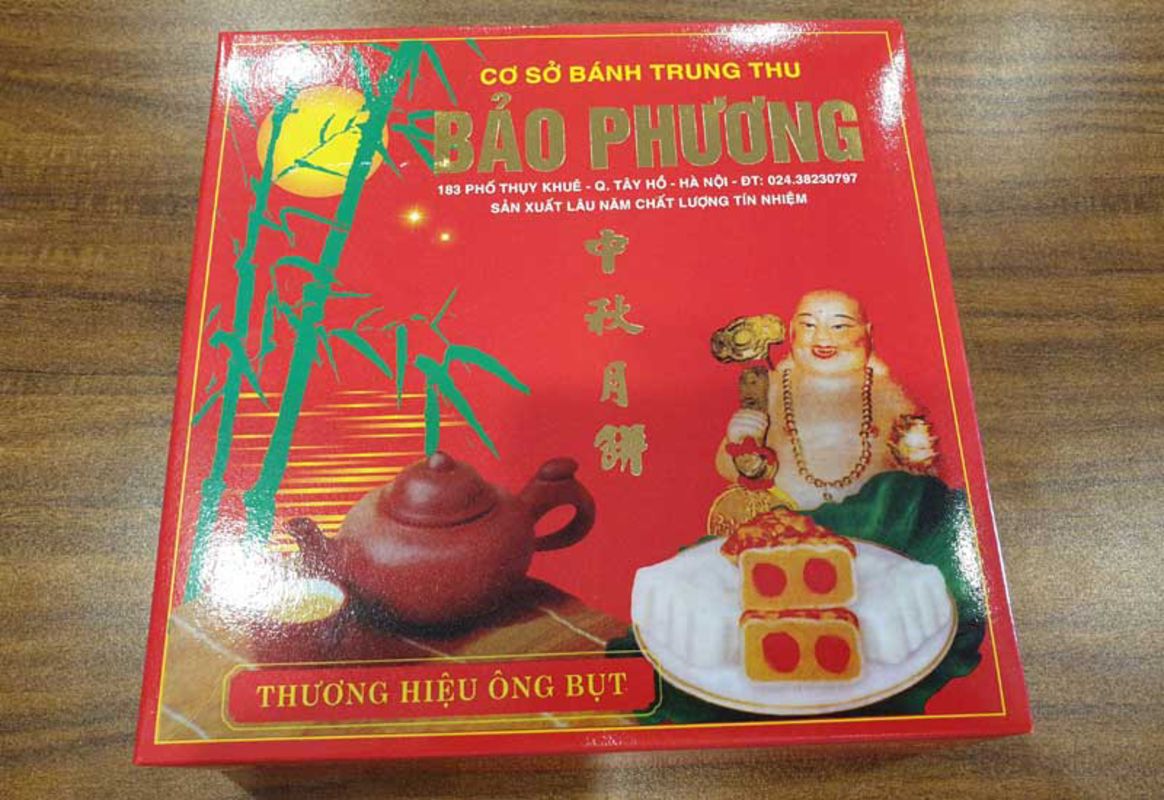 CƠ SỞ BÁNH TRUNG THU
BẢO PHƯƠNG
183 PHỐ THỤY KHUÊ - Q. TÂY HỒ - HÀ NỘI - ĐT: 024.38230797
SẢN XUẤT LÂU NĂM CHẤT LƯỢNG TÍN NHIỆM
中
秋
月
餅
THƯƠNG HIỆU ÔNG BỤT